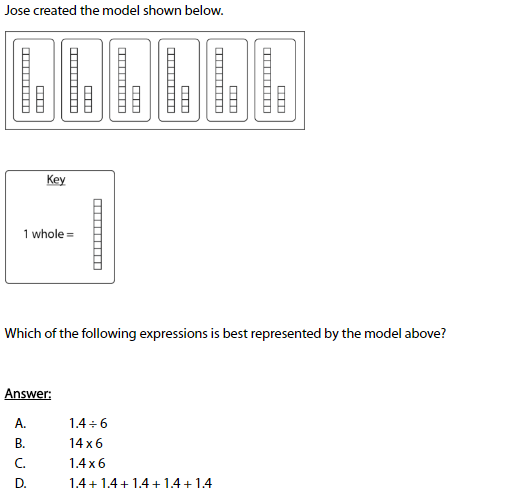 Jose created the model shown below.
Key
1 whole =
Which of the following expressions is best represented by the model above?
Answer:
A. 1.4 ÷ 6
B. 14 x 6
C. 1.4 x 6
D. 1.4 + 1.4 + 1.4 + 1.4 + 1.4